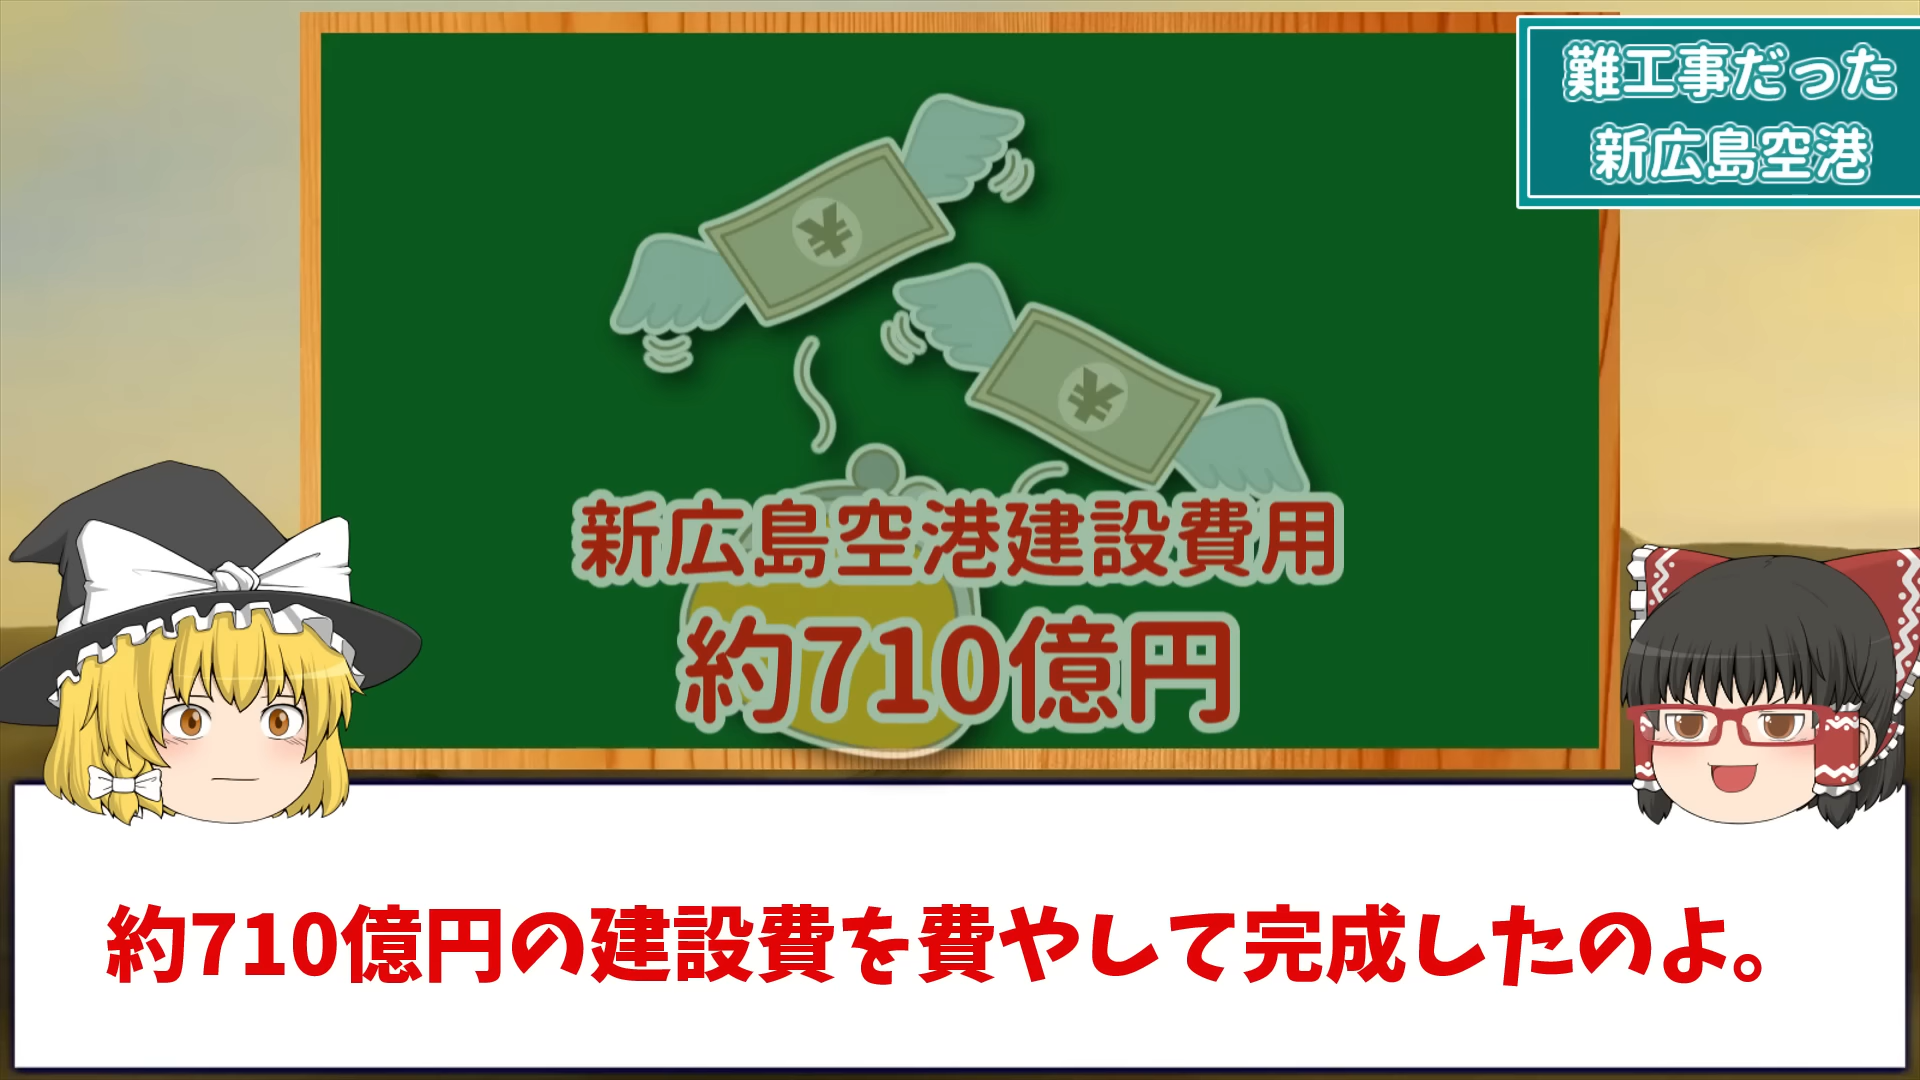 難工事だった
新広島空港
¥
¥
新広島空港建設費用
約710億円
約710億円の建設費を費やして完成したのよ。